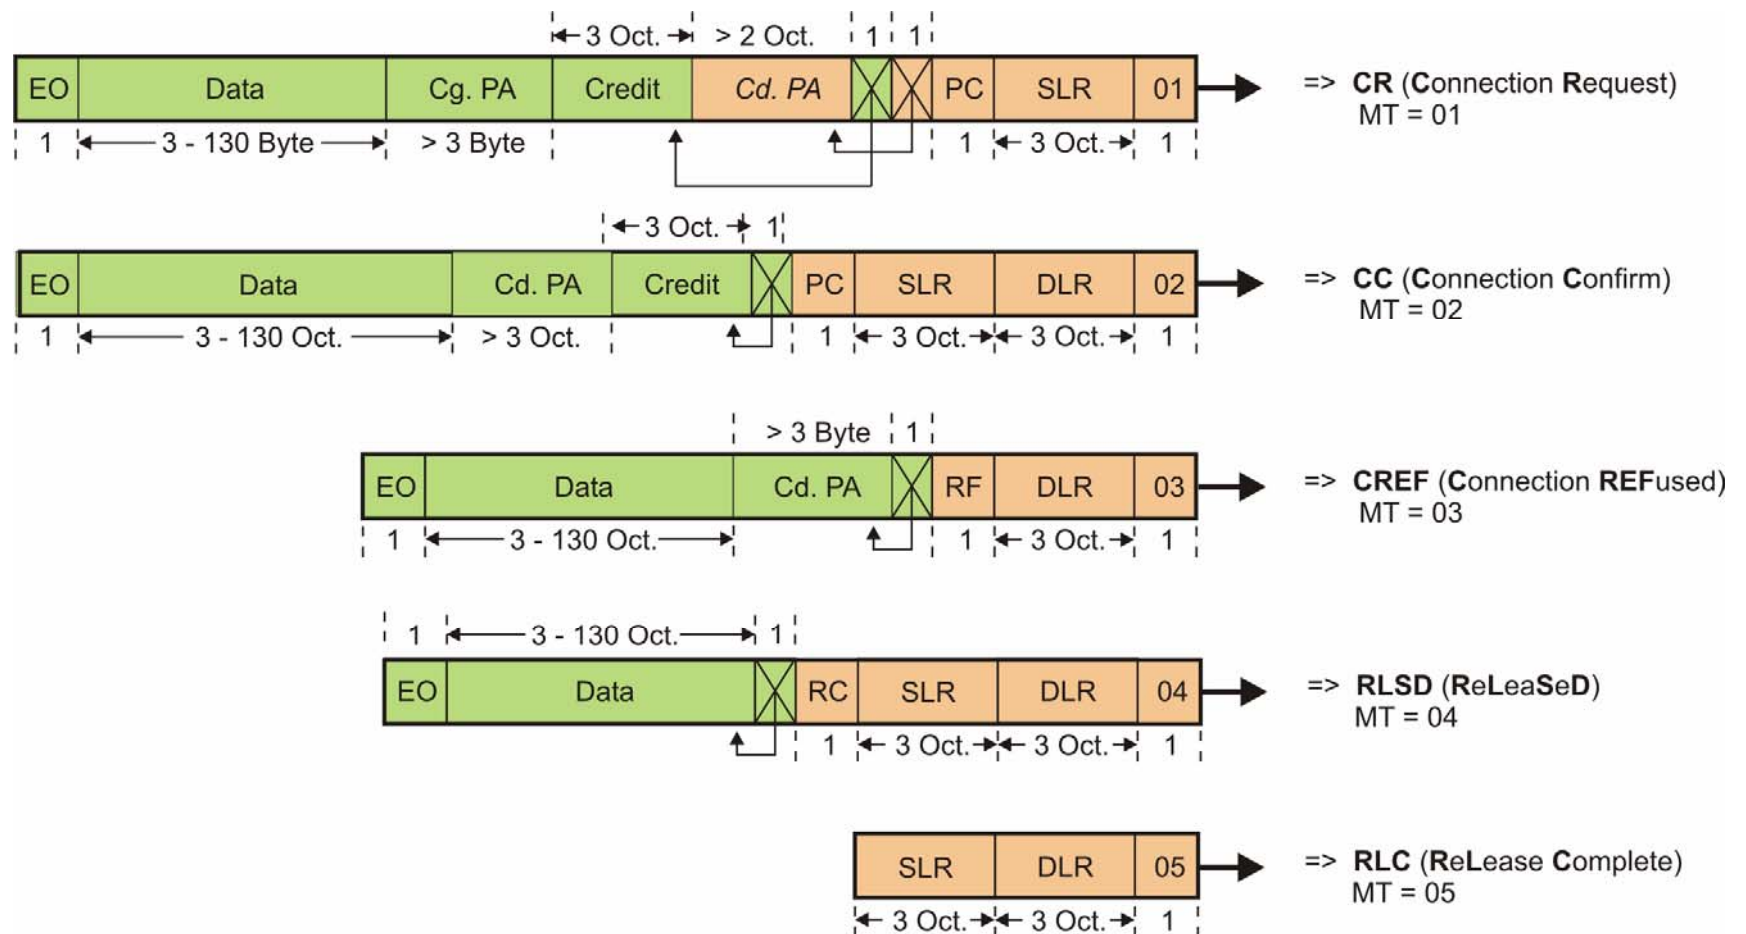 3 Oct. > 2 Oct. 1 1
EO Data Cg. PA Credit Cd. PA PC SLR 01 => CR (Connection Request)
MT = 01
1 3 - 130 Byte > 3 Byte 1 3 Oct. 1
3 Oct. 1
EO Data Cd. PA Credit PC SLR DLR 02 => CC (Connection Confirm)
MT = 02
1 3 - 130 Oct. > 3 Oct. 1 3 Oct. 3 Oct. 1
> 3 Byte 1
EO Data Cd. PA RF DLR 03 => CREF (Connection REFused)
MT = 03
1 3 - 130 Oct. 1 3 Oct. 1
1 3 - 130 Oct. 1
EO Data RC SLR DLR 04 => RLSD (ReLeaSeD)
MT = 04
1 3 Oct. 3 Oct. 1
SLR DLR 05 => RLC (ReLease Complete)
MT = 05
3 Oct. 3 Oct. 1